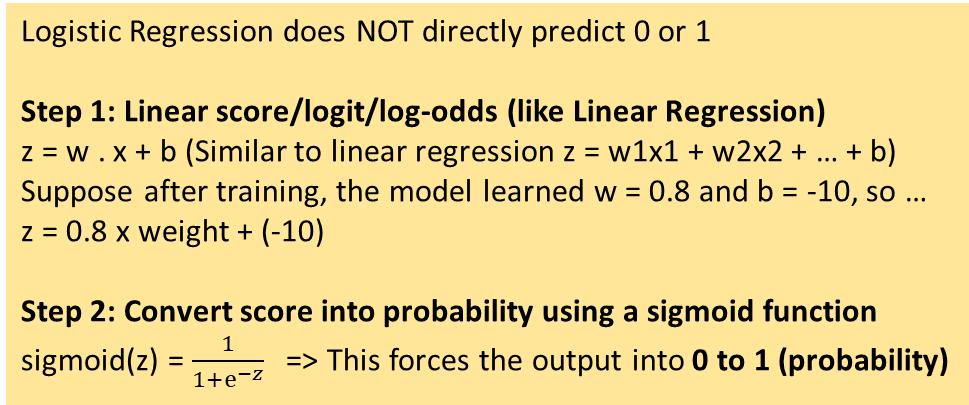 Logistic Regression does NOT directly predict 0 or 1
Step 1: Linear score/logit/log-odds (like Linear Regression)
z = w . x + b (Similar to linear regression z = w1x1 + w2x2 + ... + b)
Suppose after training, the model learned w = 0.8 and b = -10, so ...
z = 0.8 x weight + (-10)
Step 2: Convert score into probability using a sigmoid function
sigmoid(z) = 1/(1+e^−z) => This forces the output into 0 to 1 (probability)